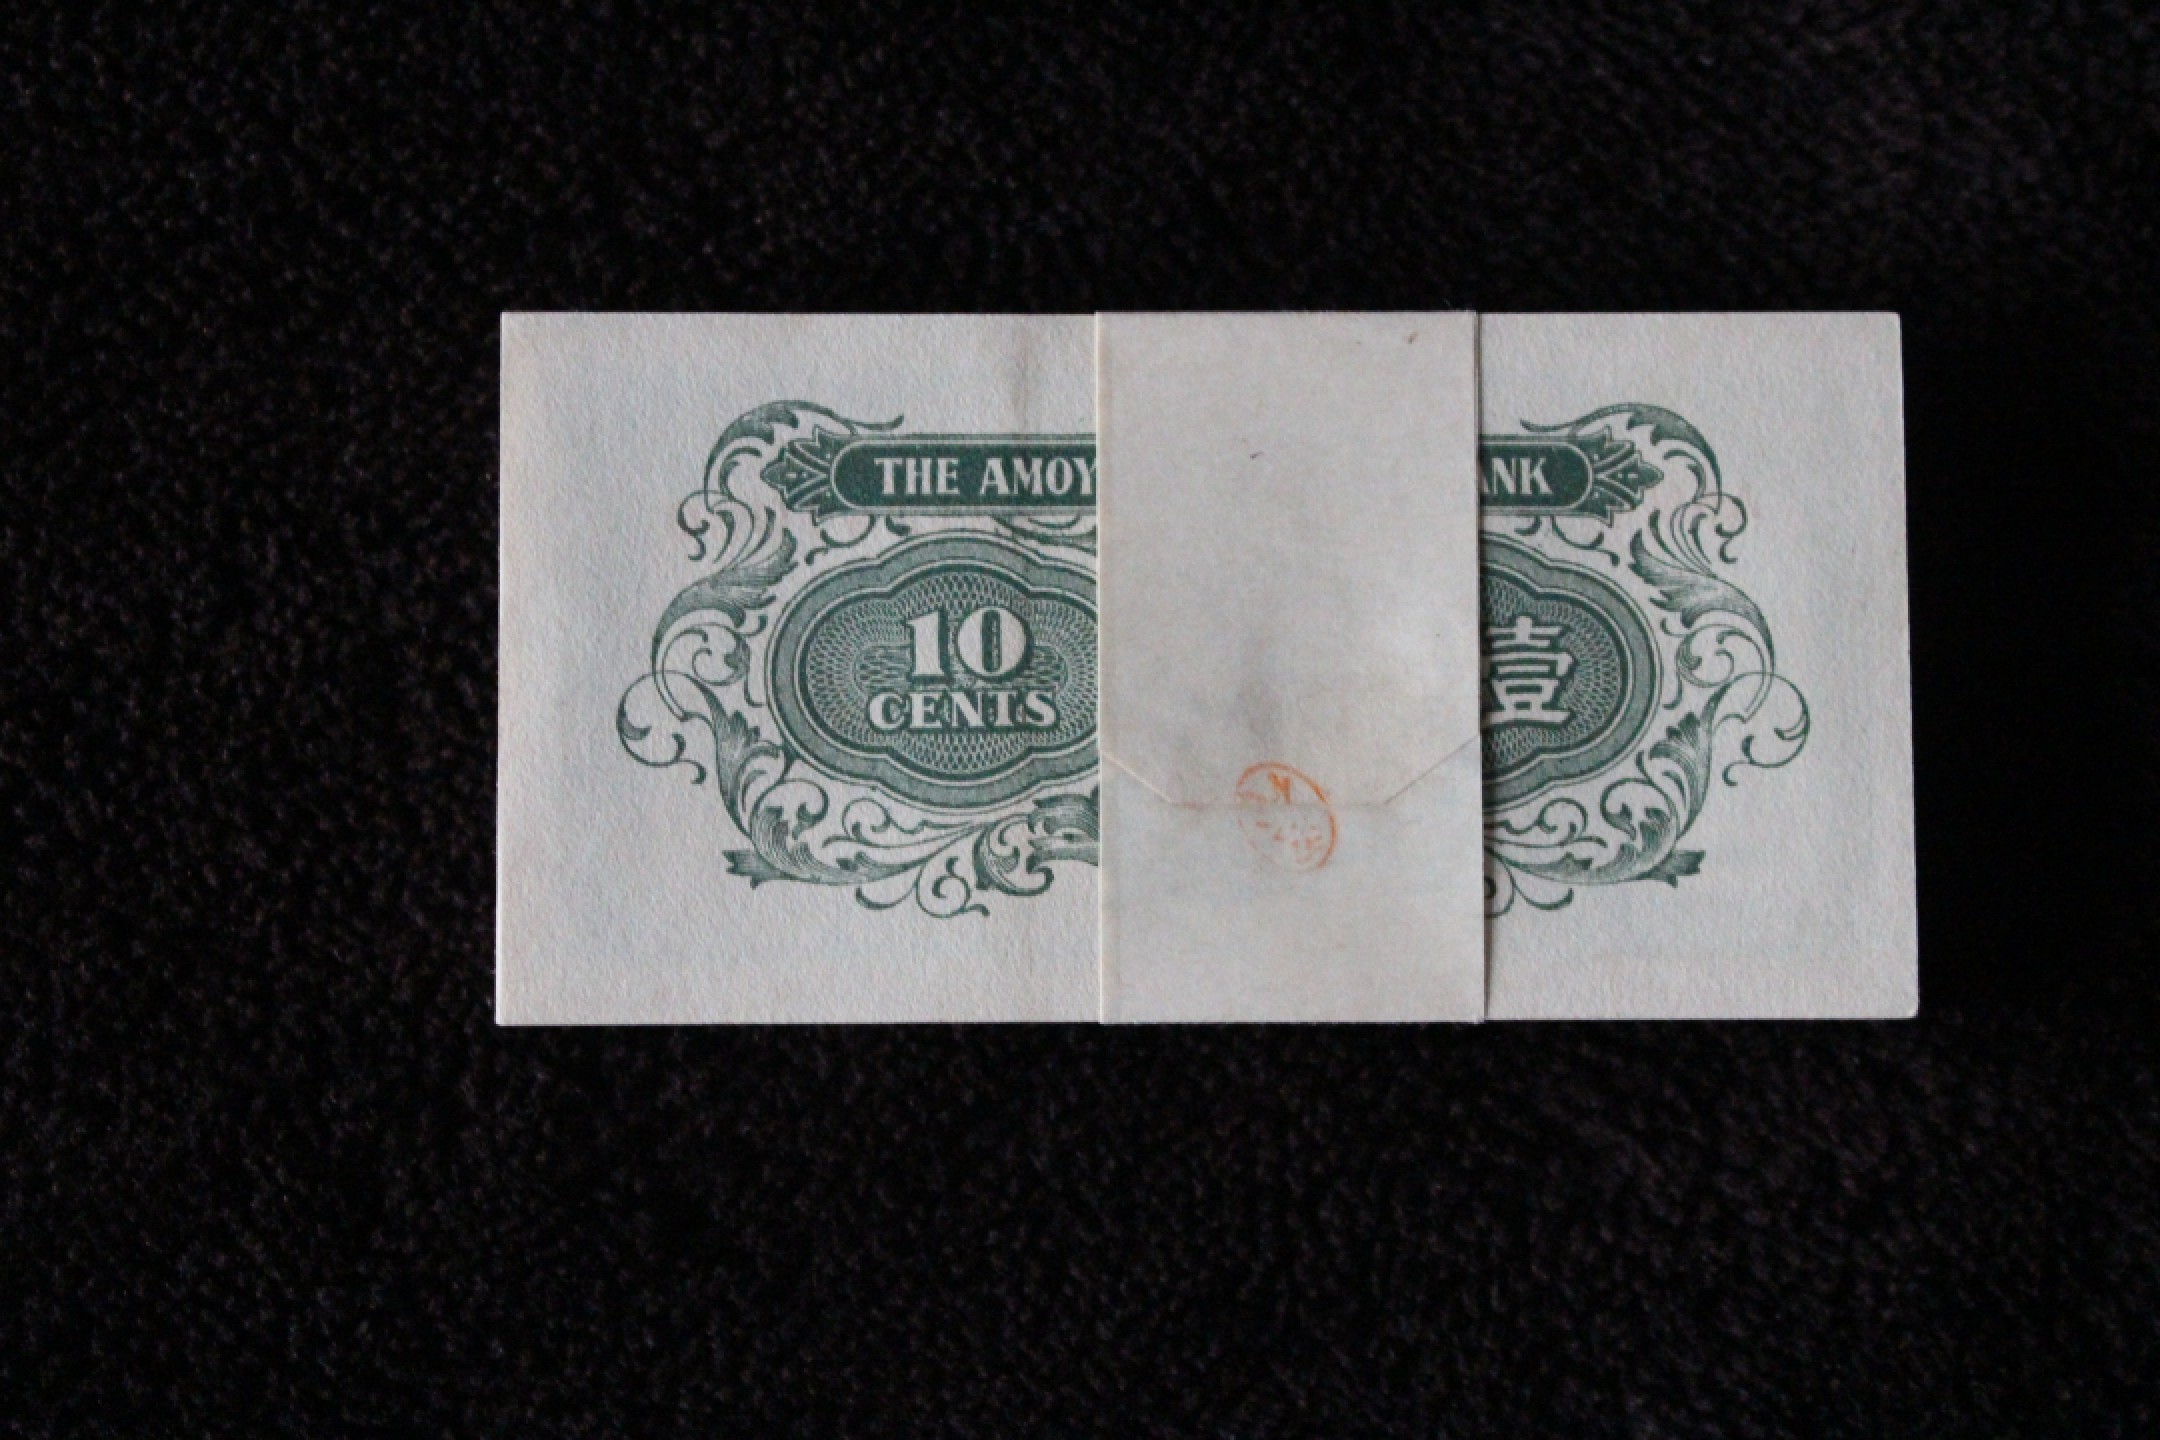 THE AMOY ANK
10
CENTS
壹